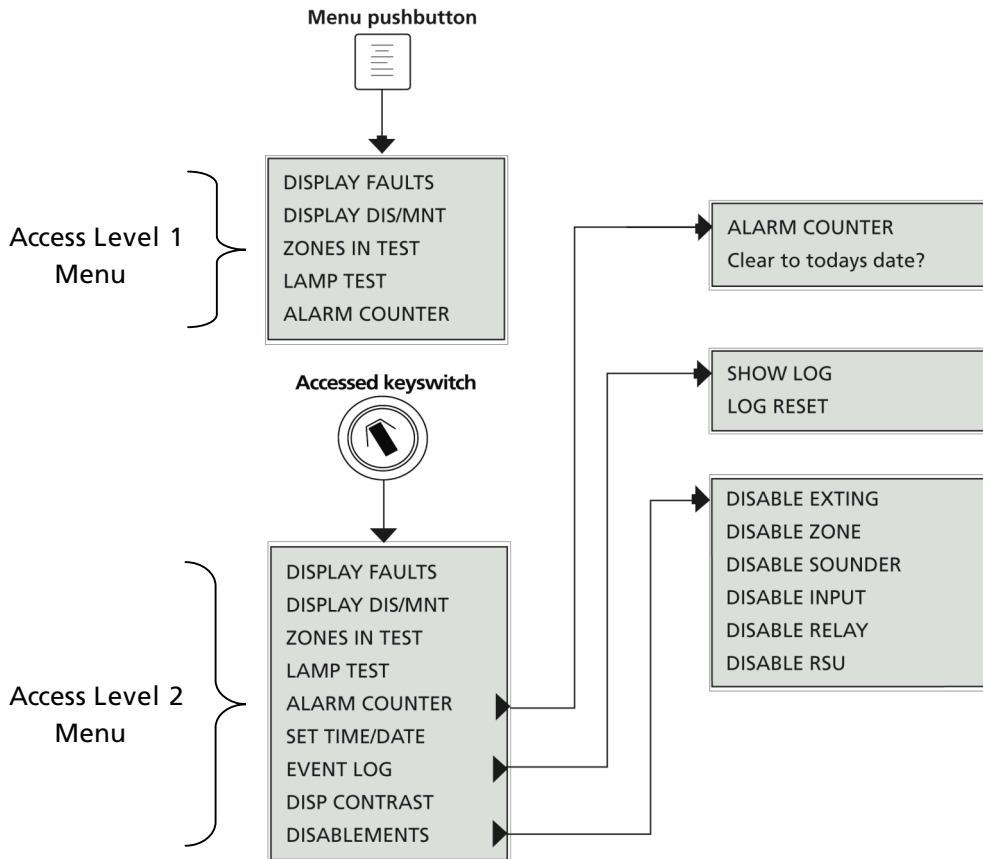 Menu pushbutton
Access Level 1
Menu
DISPLAY FAULTS
DISPLAY DIS/MNT
ZONES IN TEST
LAMP TEST
ALARM COUNTER
Accessed keyswitch
Access Level 2
Menu
DISPLAY FAULTS
DISPLAY DIS/MNT
ZONES IN TEST
LAMP TEST
ALARM COUNTER
SET TIME/DATE
EVENT LOG
DISP CONTRAST
DISABLEMENTS
ALARM COUNTER
Clear to todays date?
SHOW LOG
LOG RESET
DISABLE EXTING
DISABLE ZONE
DISABLE SOUNDER
DISABLE INPUT
DISABLE RELAY
DISABLE RSU